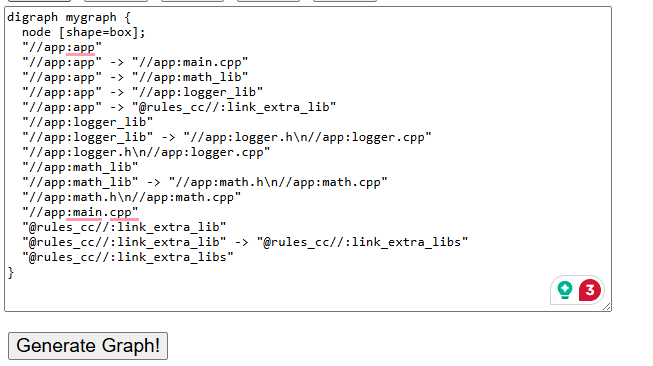 digraph mygraph {
  node [shape=box];
  "//app:app"
  "//app:app" -> "//app:main.cpp"
  "//app:app" -> "//app:math_lib"
  "//app:app" -> "//app:logger_lib"
  "//app:app" -> "@rules_cc//:link_extra_lib"
  "//app:logger_lib"
  "//app:logger_lib" -> "//app:logger.h\n//app:logger.cpp"
  "//app:logger.h\n//app:logger.cpp"
  "//app:math_lib"
  "//app:math_lib" -> "//app:math.h\n//app:math.cpp"
  "//app:math.h\n//app:math.cpp"
  "//app:main.cpp"
  "@rules_cc//:link_extra_lib"
  "@rules_cc//:link_extra_lib" -> "@rules_cc//:link_extra_libs"
  "@rules_cc//:link_extra_libs"
}
3
Generate Graph!